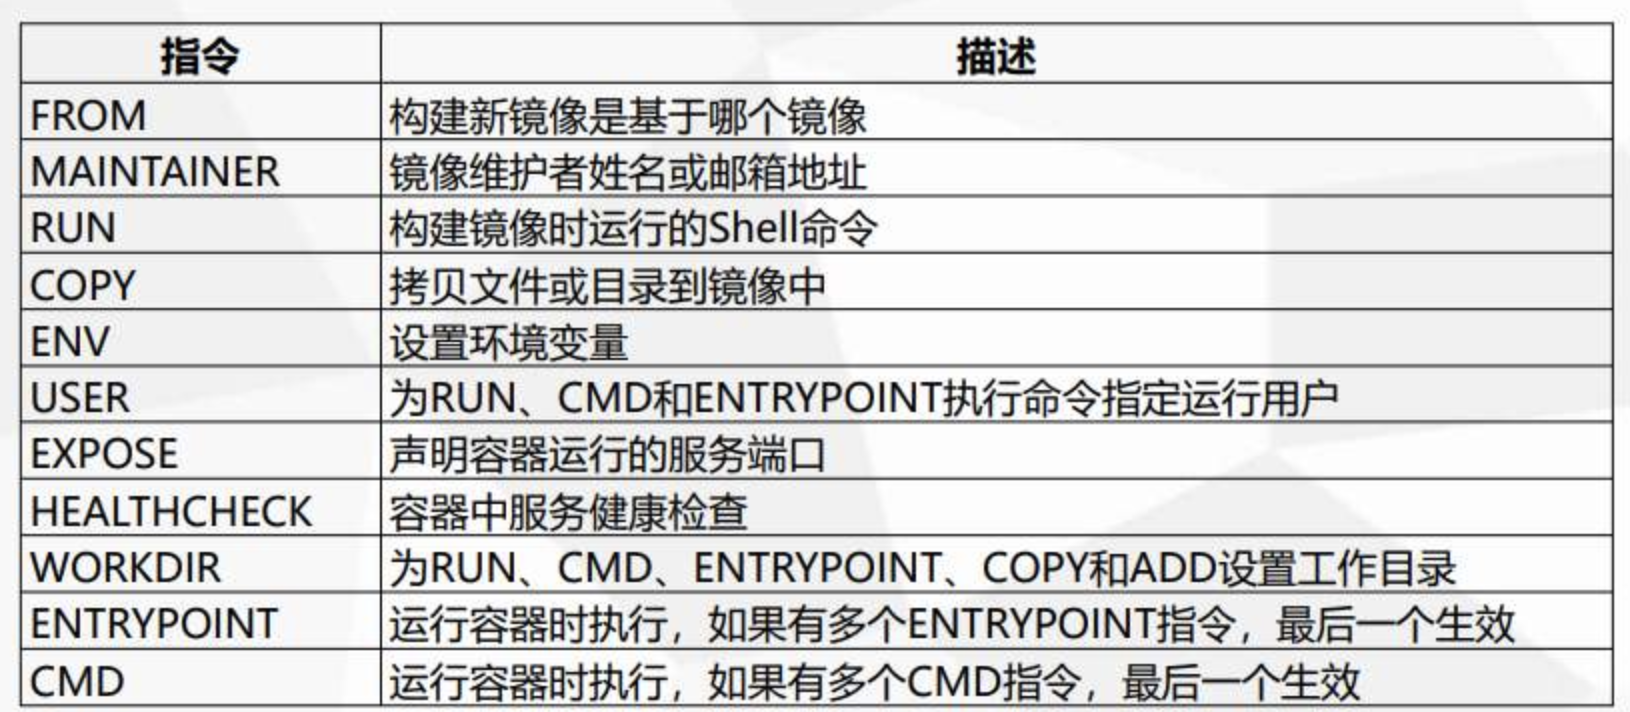 指令 描述
FROM 构建新镜像是基于哪个镜像
MAINTAINER 镜像维护者姓名或邮箱地址
RUN 构建镜像时运行的Shell命令
COPY 拷贝文件或目录到镜像中
ENV 设置环境变量
USER 为RUN、CMD和ENTRYPOINT执行命令指定运行用户
EXPOSE 声明容器运行的服务端口
HEALTHCHECK 容器中服务健康检查
WORKDIR 为RUN、CMD、ENTRYPOINT、COPY和ADD设置工作目录
ENTRYPOINT 运行容器时执行，如果有多个ENTRYPOINT指令，最后一个生效
CMD 运行容器时执行，如果有多个CMD指令，最后一个生效